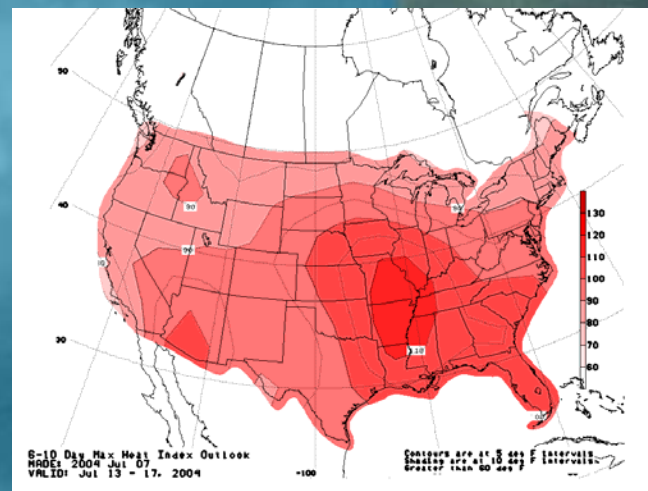 50
90
40
90
90
90
30
110
-100
130
120
110
100
90
80
70
60
6-10 Day Max Heat Index Outlook
MADE: 2004 Jul 07
VALID: Jul 13 - 17, 2004
Contours are at 5 deg F intervals
Shading are at 10 deg F intervals.
Greater than 60 deg F